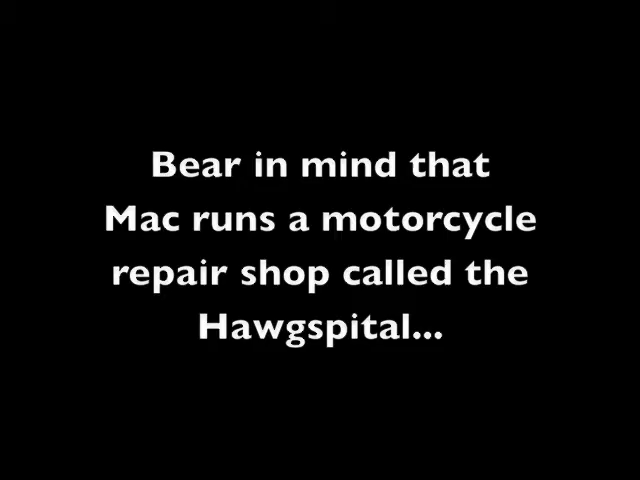 Bear in mind that
Mac runs a motorcycle
repair shop called the
Hawgspital...